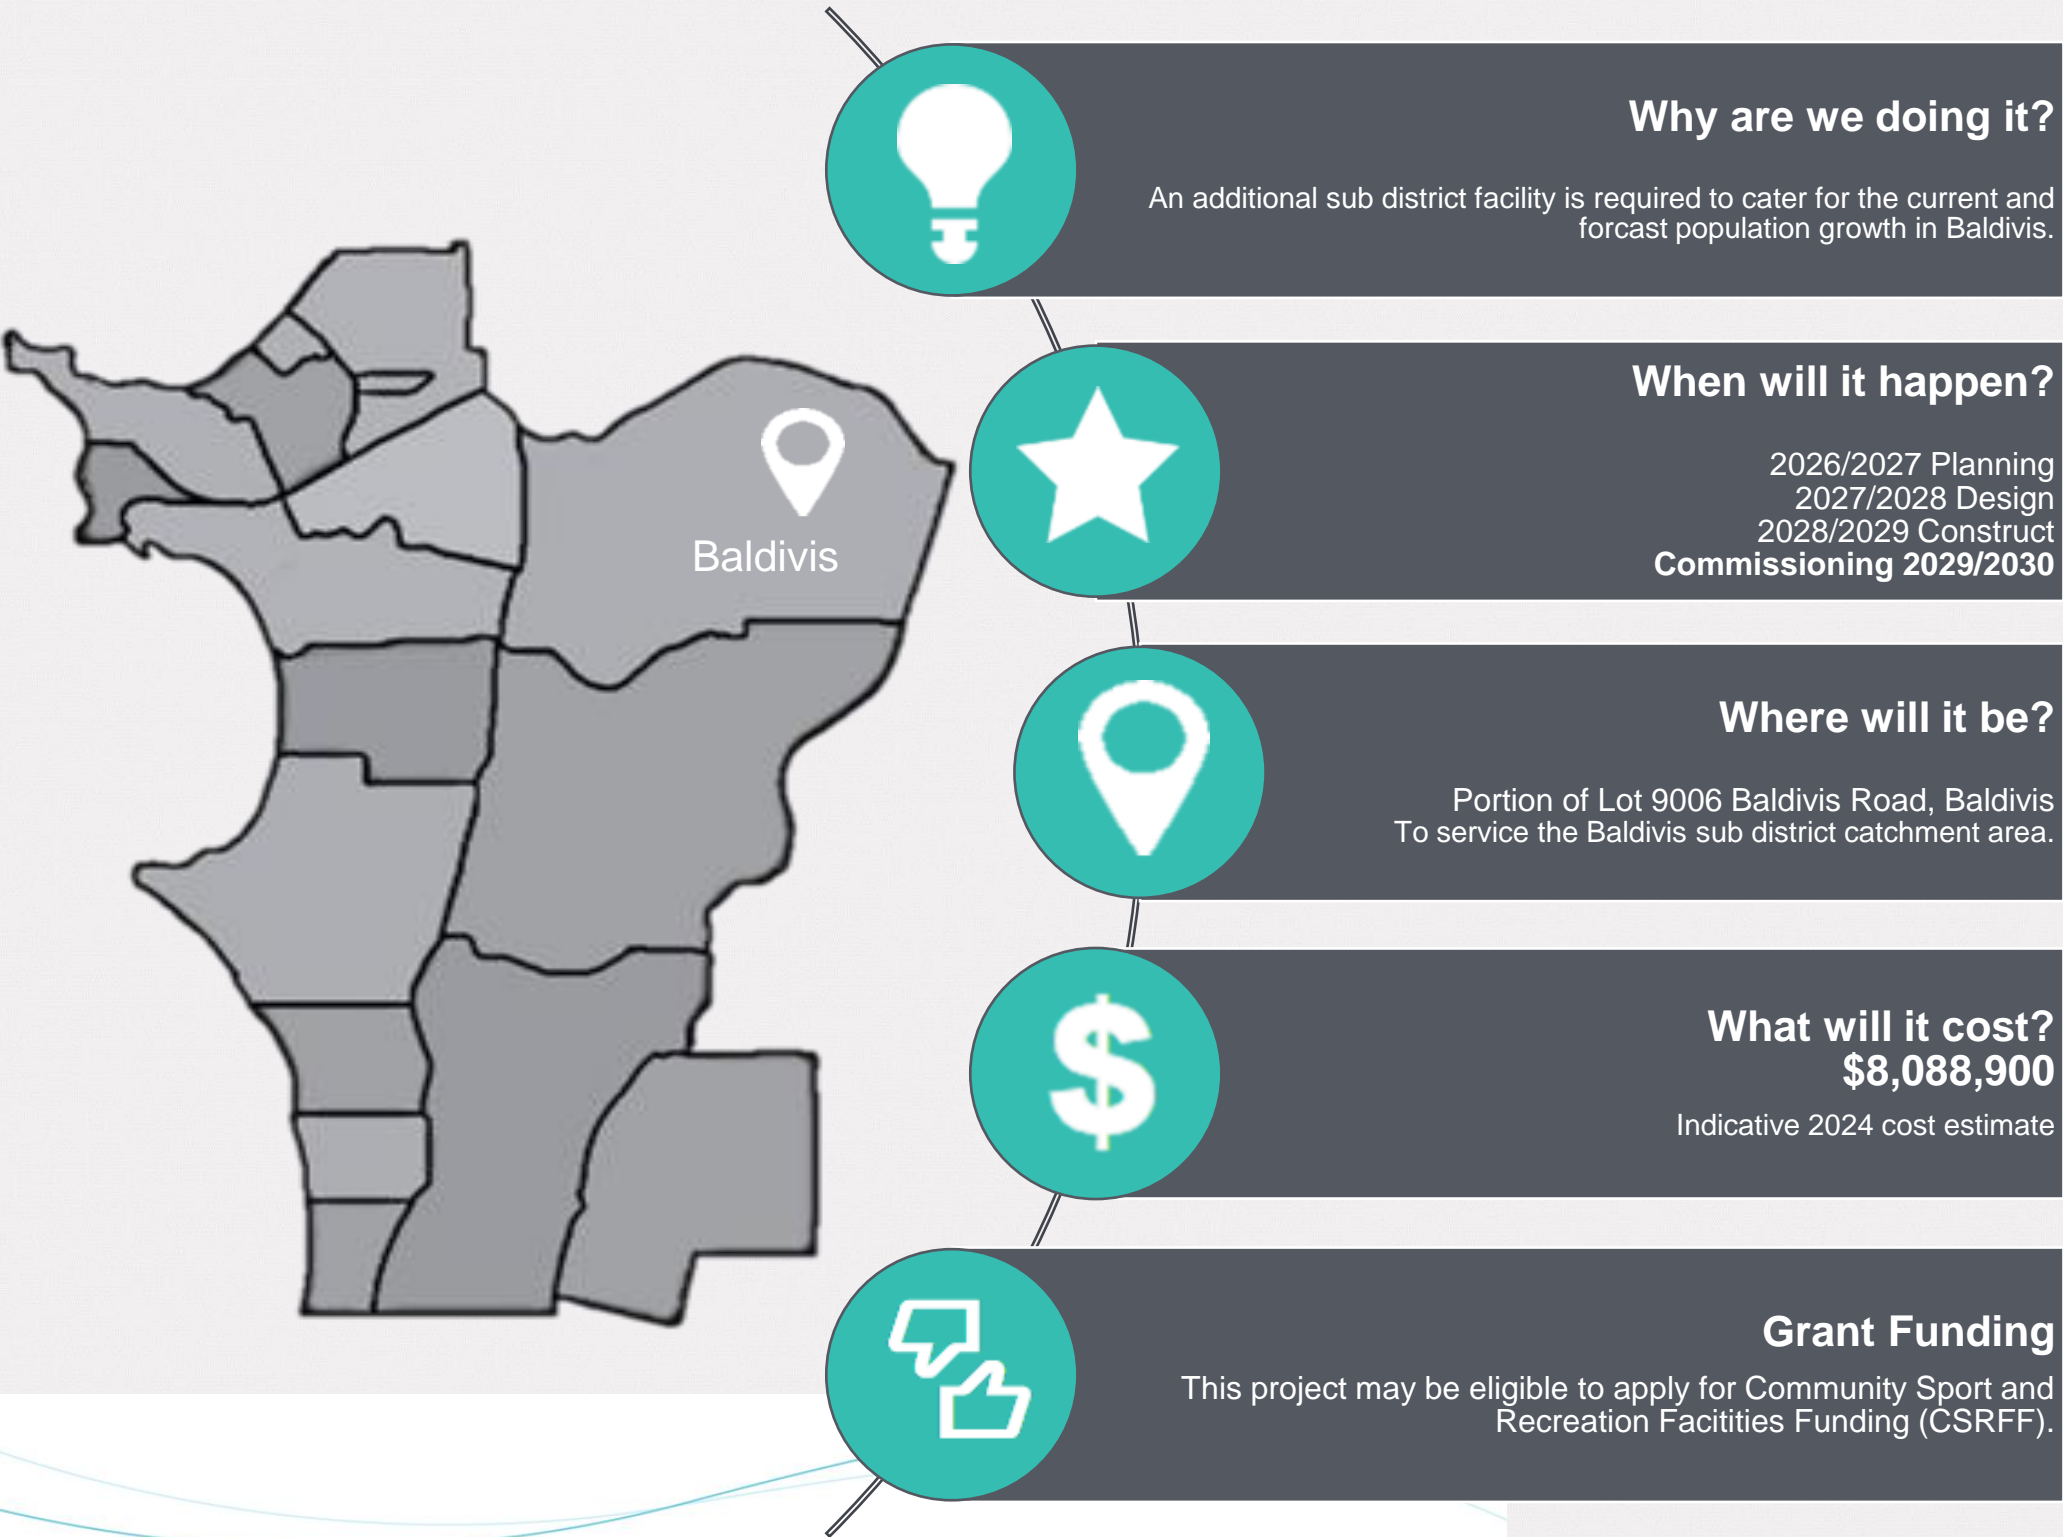 Why are we doing it?
An additional sub district facility is required to cater for the current and
forcast population growth in Baldivis.
When will it happen?
2026/2027 Planning
2027/2028 Design
2028/2029 Construct
Commissioning 2029/2030
Baldivis
Where will it be?
Portion of Lot 9006 Baldivis Road, Baldivis
To service the Baldivis sub district catchment area.
What will it cost?
$8,088,900
Indicative 2024 cost estimate
Grant Funding
This project may be eligible to apply for Community Sport and
Recreation Facitities Funding (CSRFF).